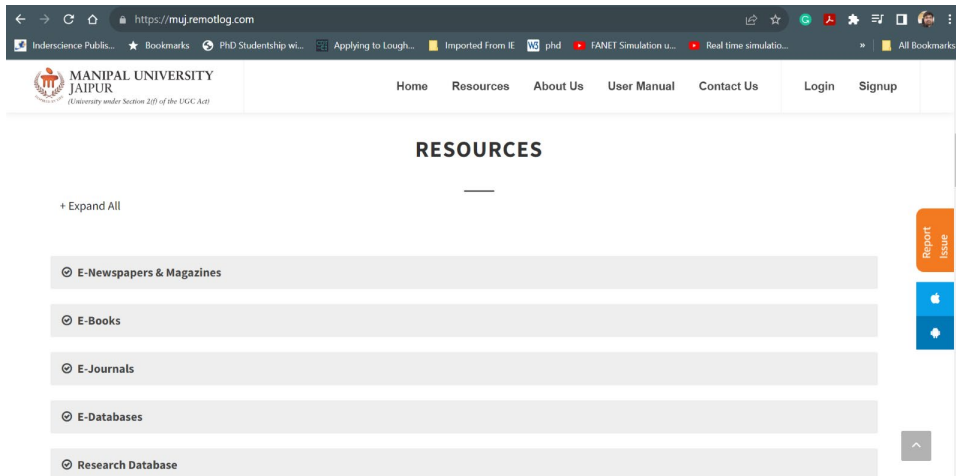 https://muj.remotlog.com
Inderscience Publis... Bookmarks PhD Studentship wi... Applying to Lough... Imported From IE W3 phd FANET Simulation u... Real time simulatio... » All Bookmarks
MANIPAL UNIVERSITY
JAIPUR
(University under Section 2(f) of the UGC Act)
Home Resources About Us User Manual Contact Us Login Signup
RESOURCES
+ Expand All
Report
Issue
E-Newspapers & Magazines
E-Books
E-Journals
E-Databases
Research Database